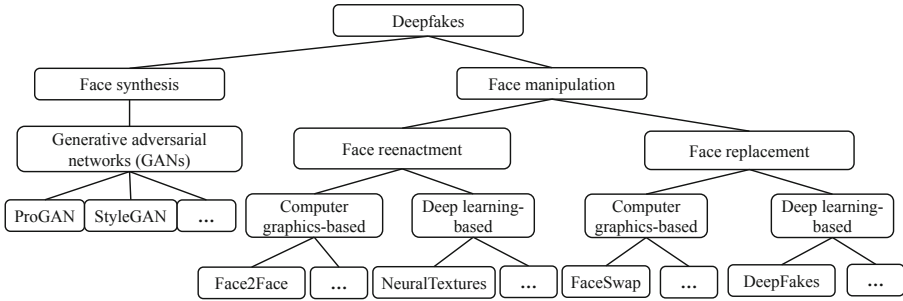 Deepfakes
Face synthesis
Face manipulation
Generative adversarial
networks (GANs)
Face reenactment
Face replacement
ProGAN
StyleGAN
...
Computer
graphics-based
Deep learning-
based
Computer
graphics-based
Deep learning-
based
Face2Face
...
NeuralTextures
...
FaceSwap
...
DeepFakes
...